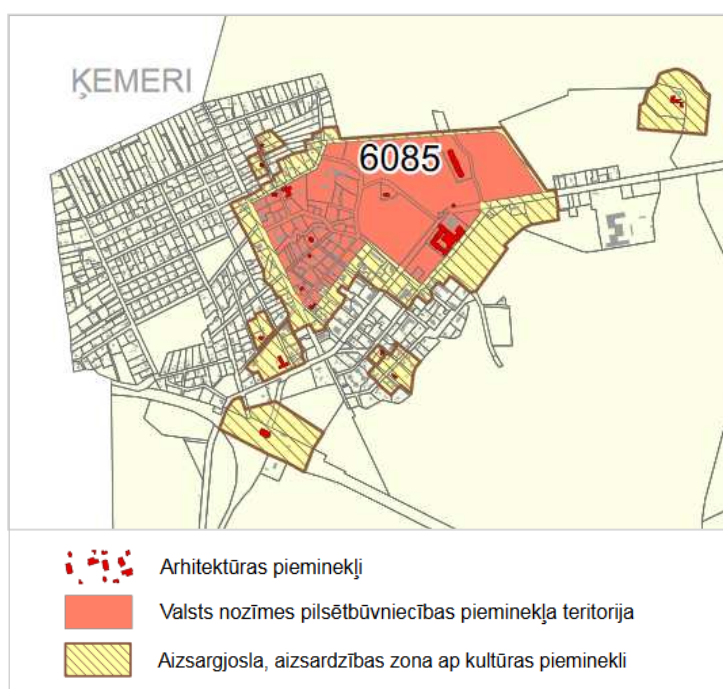 ĶEMERI
6085
Arhitektūras pieminekļi
Valsts nozīmes pilsētbūvniecības pieminekļa teritorija
Aizsargjosla, aizsardzības zona ap kultūras pieminekli